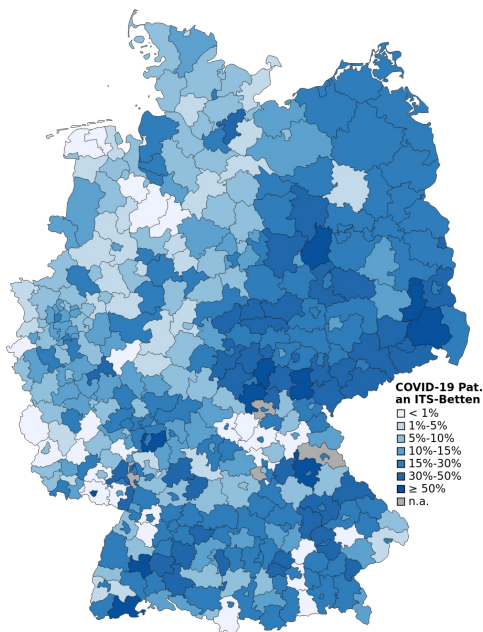 COVID-19 Pat.
an ITS-Betten
< 1%
1%-5%
5%-10%
10%-15%
15%-30%
30%-50%
≥ 50%
n.a.